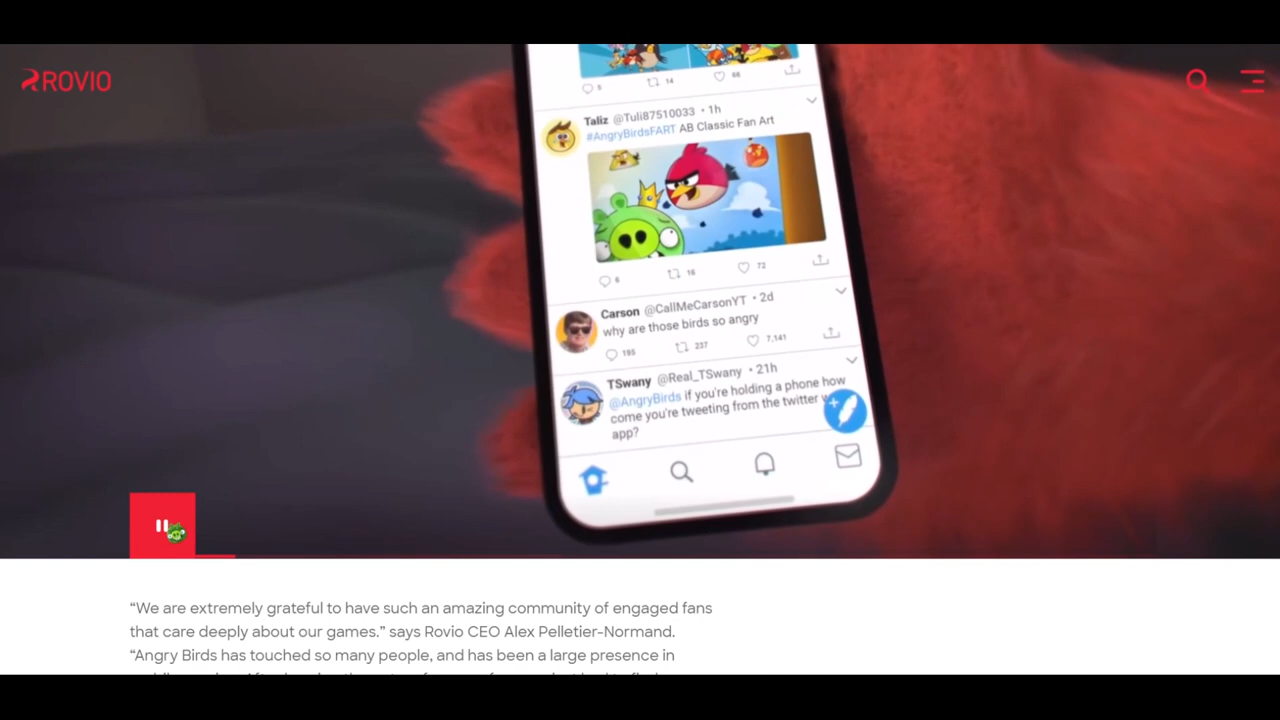 ROVIO
5 14 66
Taliz @Tuli87510033 · 1h
#AngryBirdsFART AB Classic Fan Art
6 16 72
Carson @CallMeCarsonYT · 2d
why are those birds so angry
195 237 7,141
TSwany @Real_TSwany · 21h
@AngryBirds if you're holding a phone how
come you're tweeting from the twitter
app?
“We are extremely grateful to have such an amazing community of engaged fans
that care deeply about our games.” says Rovio CEO Alex Pelletier-Normand.
“Angry Birds has touched so many people, and has been a large presence in